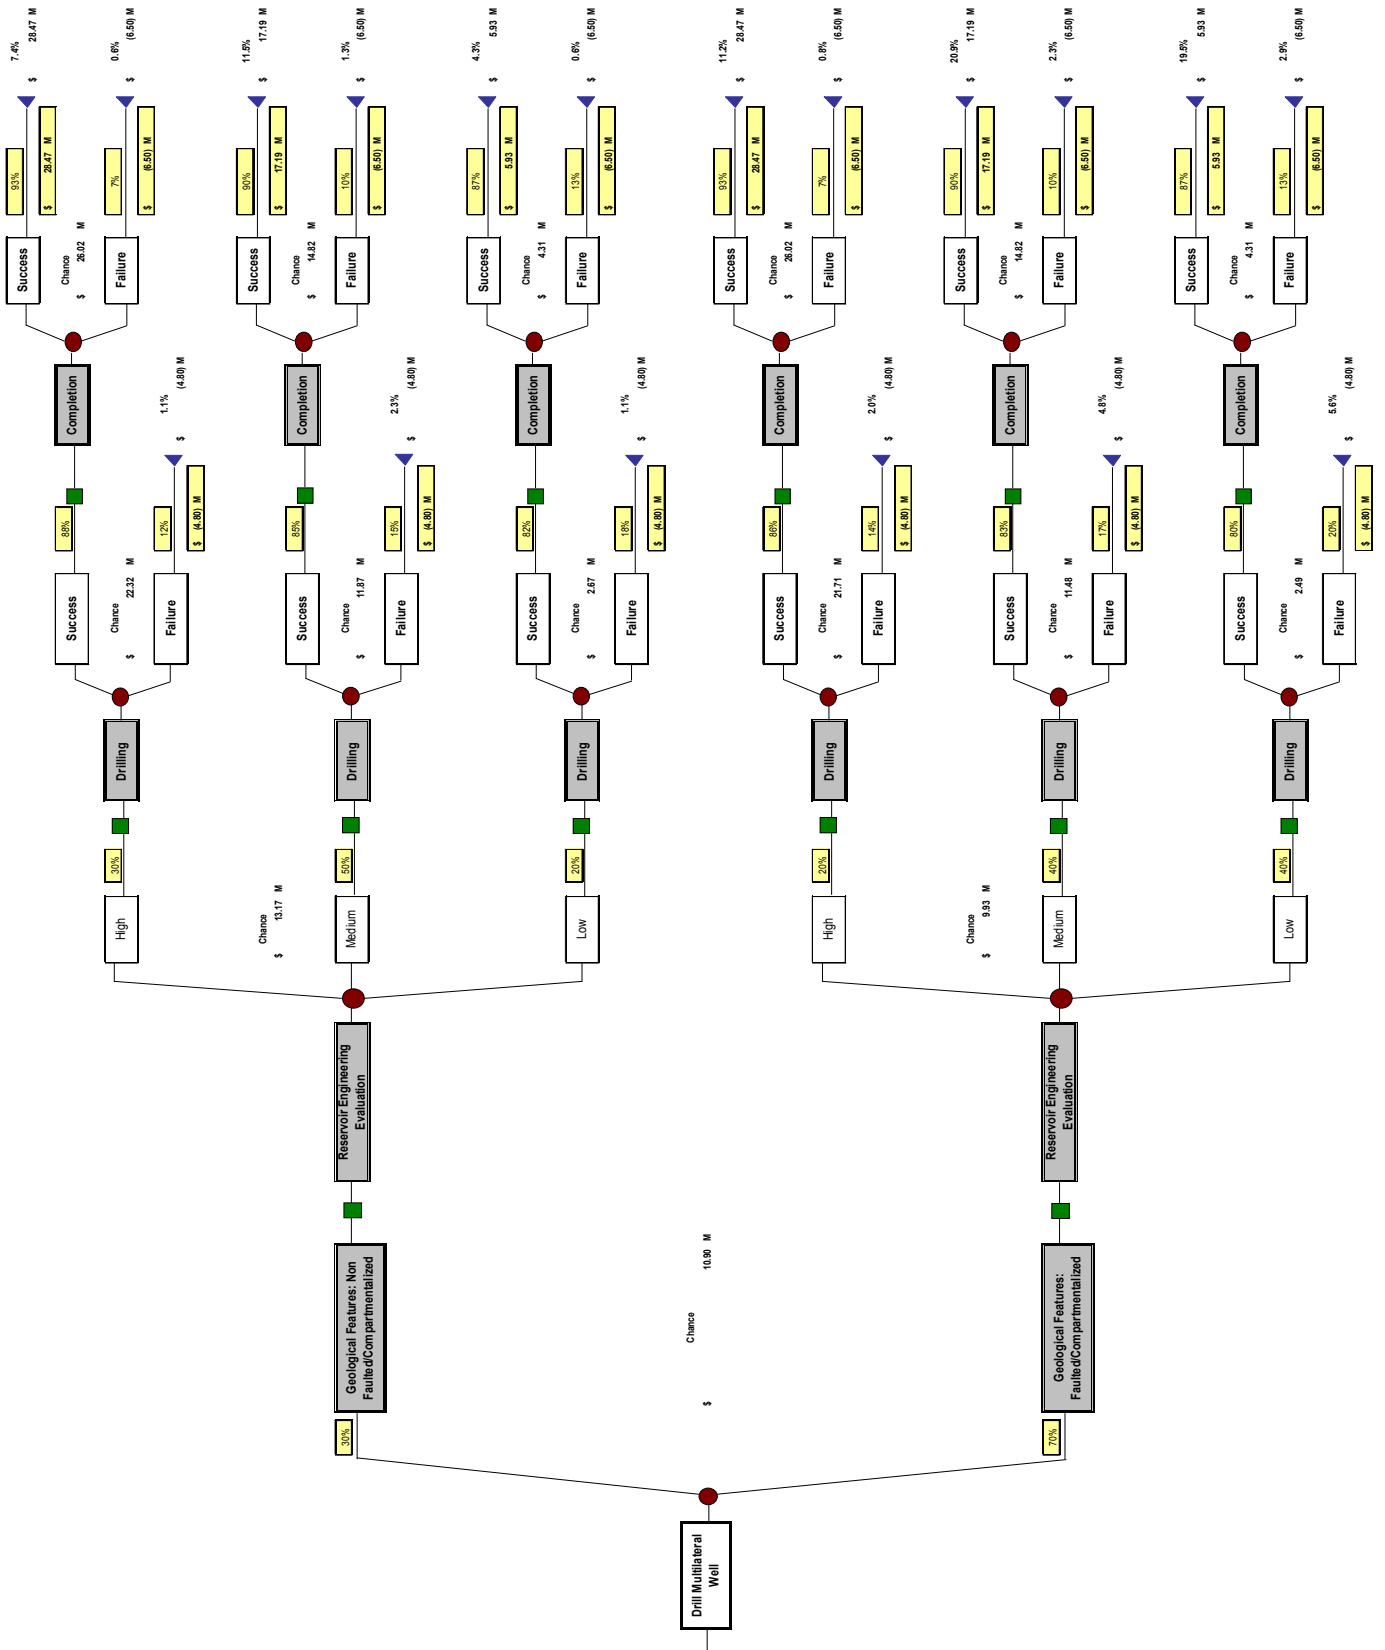 Drill Multilateral
Well
Chance
$ 10.90 M
30%
Geological Features: Non
Faulted/Compartmentalized
Reservoir Engineering
Evaluation
Chance
$ 13.17 M
High
30%
Drilling
Chance
$ 22.32 M
Success
88%
Completion
Chance
$ 26.02 M
Success
93%
$ 28.47 M
7.4%
$ 28.47 M
Failure
7%
$ (6.50) M
0.6%
$ (6.50) M
Failure
12%
$ (4.80) M
1.1%
$ (4.80) M
Medium
50%
Drilling
Chance
$ 11.87 M
Success
85%
Completion
Chance
$ 14.82 M
Success
90%
$ 17.19 M
11.5%
$ 17.19 M
Failure
10%
$ (6.50) M
1.3%
$ (6.50) M
Failure
15%
$ (4.80) M
2.3%
$ (4.80) M
Low
20%
Drilling
Chance
$ 2.67 M
Success
82%
Completion
Chance
$ 4.31 M
Success
87%
$ 5.93 M
4.3%
$ 5.93 M
Failure
13%
$ (6.50) M
0.6%
$ (6.50) M
Failure
18%
$ (4.80) M
1.1%
$ (4.80) M
70%
Geological Features:
Faulted/Compartmentalized
Reservoir Engineering
Evaluation
Chance
$ 9.93 M
High
20%
Drilling
Chance
$ 21.71 M
Success
86%
Completion
Chance
$ 26.02 M
Success
93%
$ 28.47 M
11.2%
$ 28.47 M
Failure
7%
$ (6.50) M
0.8%
$ (6.50) M
Failure
14%
$ (4.80) M
2.0%
$ (4.80) M
Medium
40%
Drilling
Chance
$ 11.48 M
Success
83%
Completion
Chance
$ 14.82 M
Success
90%
$ 17.19 M
20.9%
$ 17.19 M
Failure
10%
$ (6.50) M
2.3%
$ (6.50) M
Failure
17%
$ (4.80) M
4.8%
$ (4.80) M
Low
40%
Drilling
Chance
$ 2.49 M
Success
80%
Completion
Chance
$ 4.31 M
Success
87%
$ 5.93 M
19.5%
$ 5.93 M
Failure
13%
$ (6.50) M
2.9%
$ (6.50) M
Failure
20%
$ (4.80) M
5.6%
$ (4.80) M